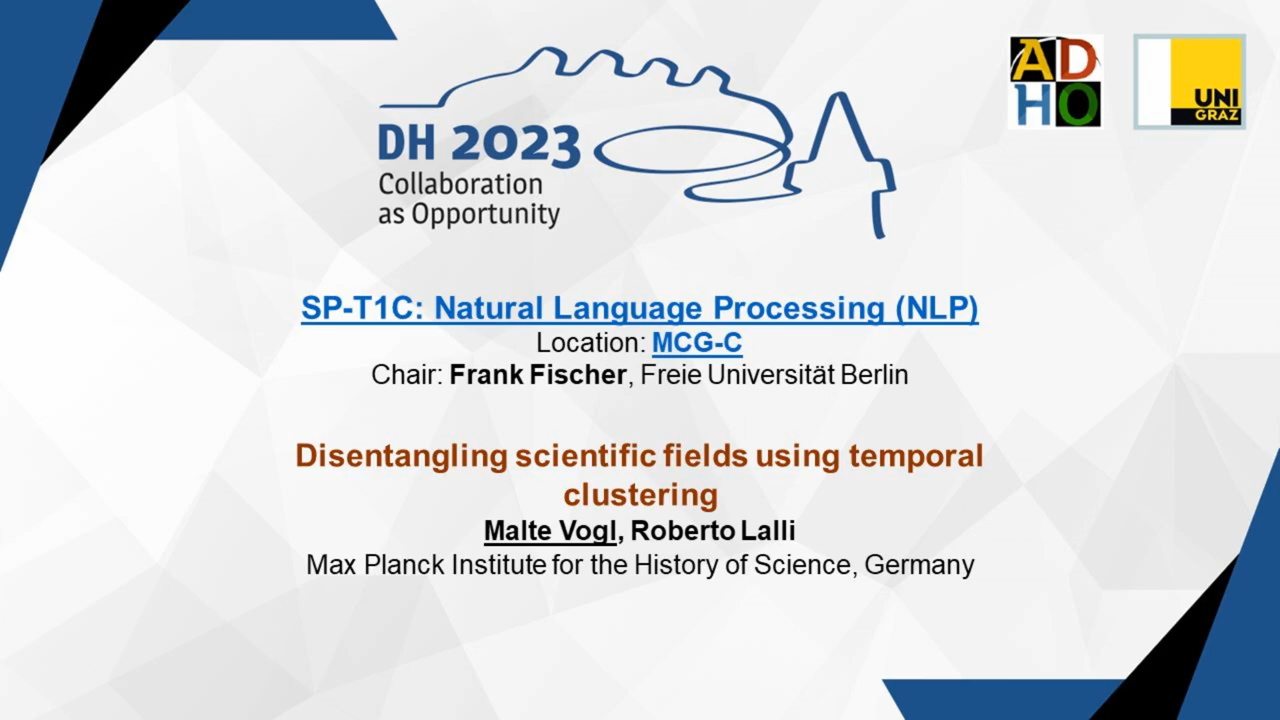 AD
HO
UNI
GRAZ
DH 2023
Collaboration
as Opportunity
SP-T1C: Natural Language Processing (NLP)
Location: MCG-C
Chair: Frank Fischer, Freie Universität Berlin
Disentangling scientific fields using temporal
clustering
Malte Vogl, Roberto Lalli
Max Planck Institute for the History of Science, Germany